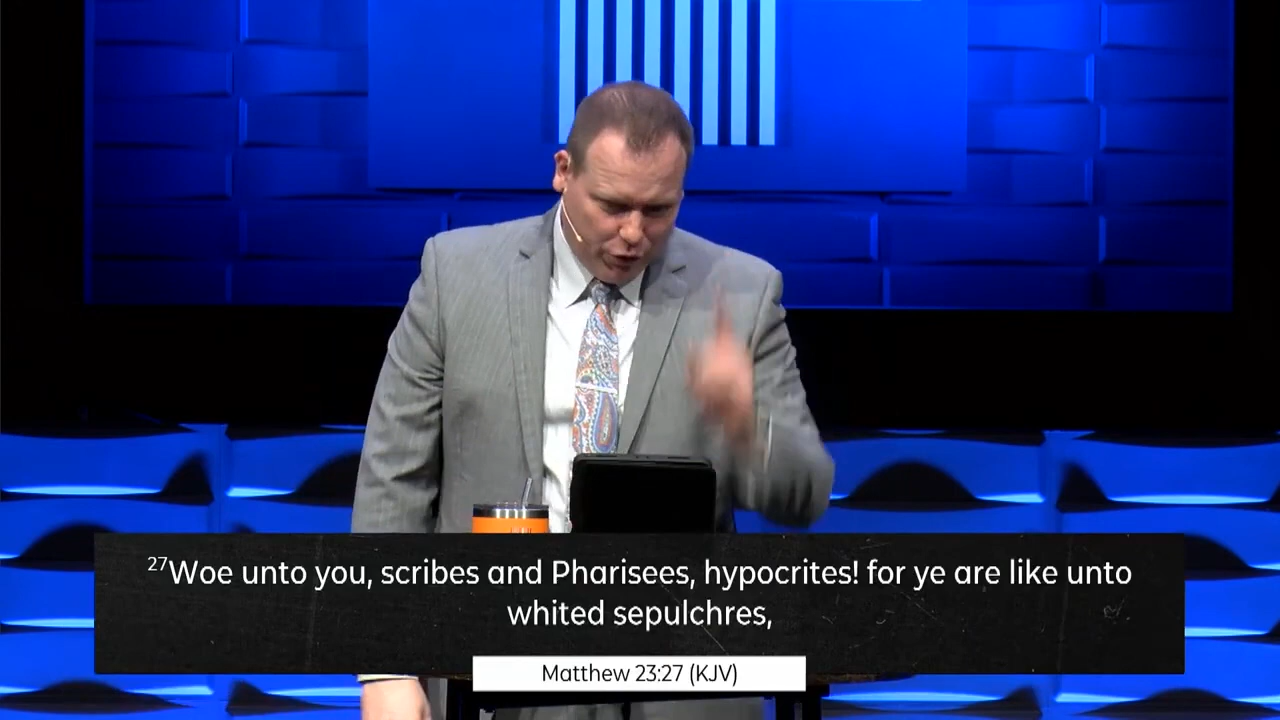 27Woe unto you, scribes and Pharisees, hypocrites! for ye are like unto
whited sepulchres,
Matthew 23:27 (KJV)